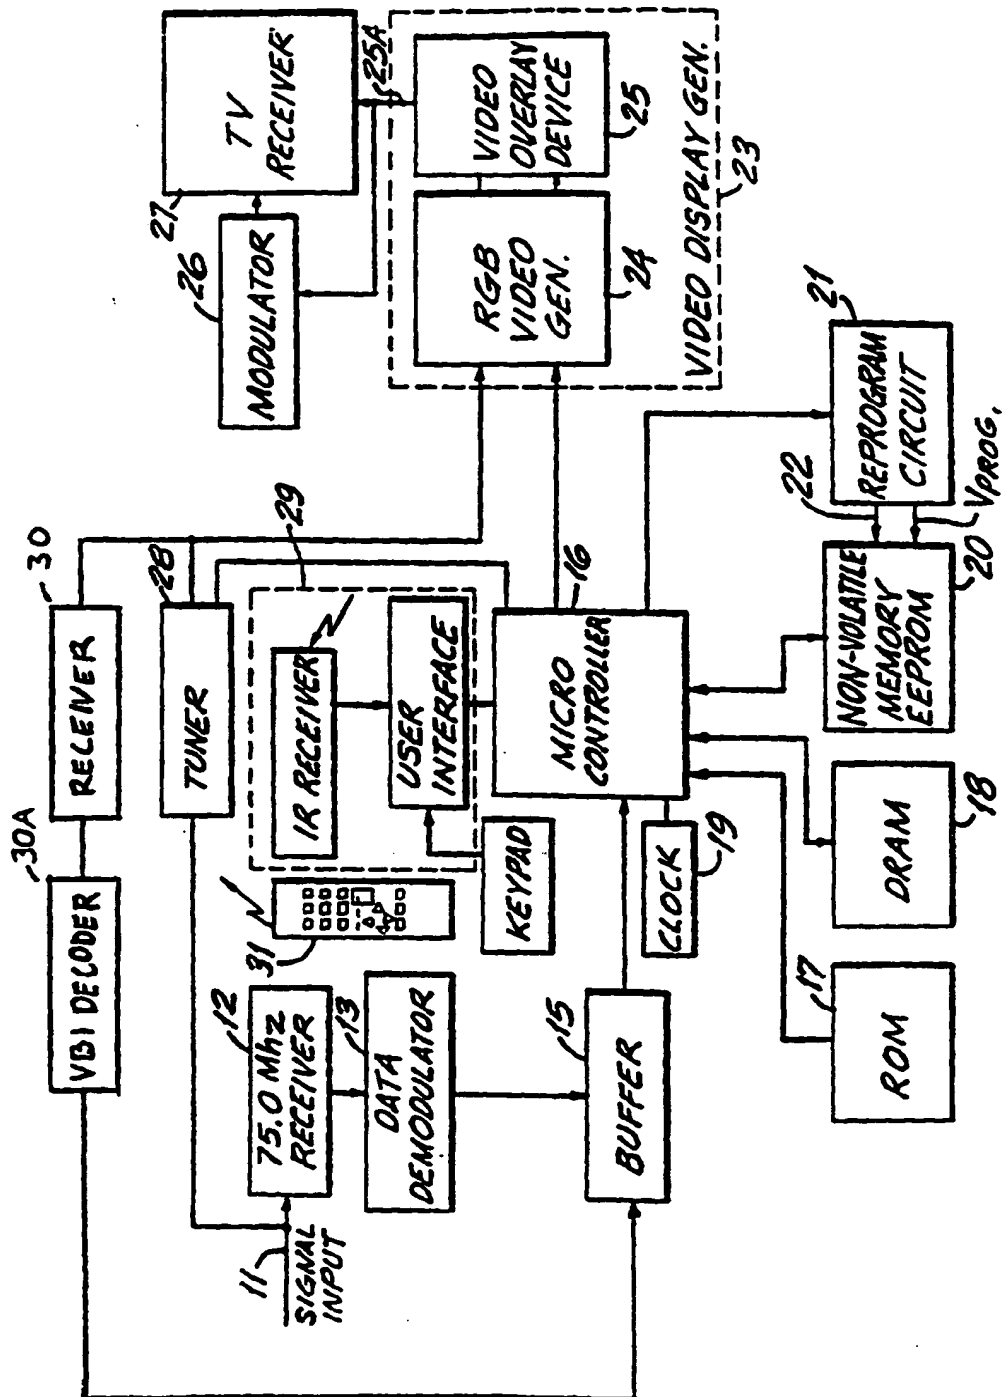 30A
VBI DECODER
RECEIVER
30
TUNER
28
11
SIGNAL
INPUT
12
75.0 Mhz
RECEIVER
13
DATA
DEMODULATOR
31
IR RECEIVER
USER
INTERFACE
29
KEYPAD
26
MODULATOR
27
TV
RECEIVER
25A
RGB
VIDEO
GEN.
24
VIDEO
OVERLAY
DEVICE
25
VIDEO DISPLAY GEN.
23
15
BUFFER
CLOCK
19
MICRO
CONTROLLER
16
17
ROM
DRAM
18
NON-VOLATILE
MEMORY
EEPROM
20
22
VPROG.
REPROGRAM
CIRCUIT
21